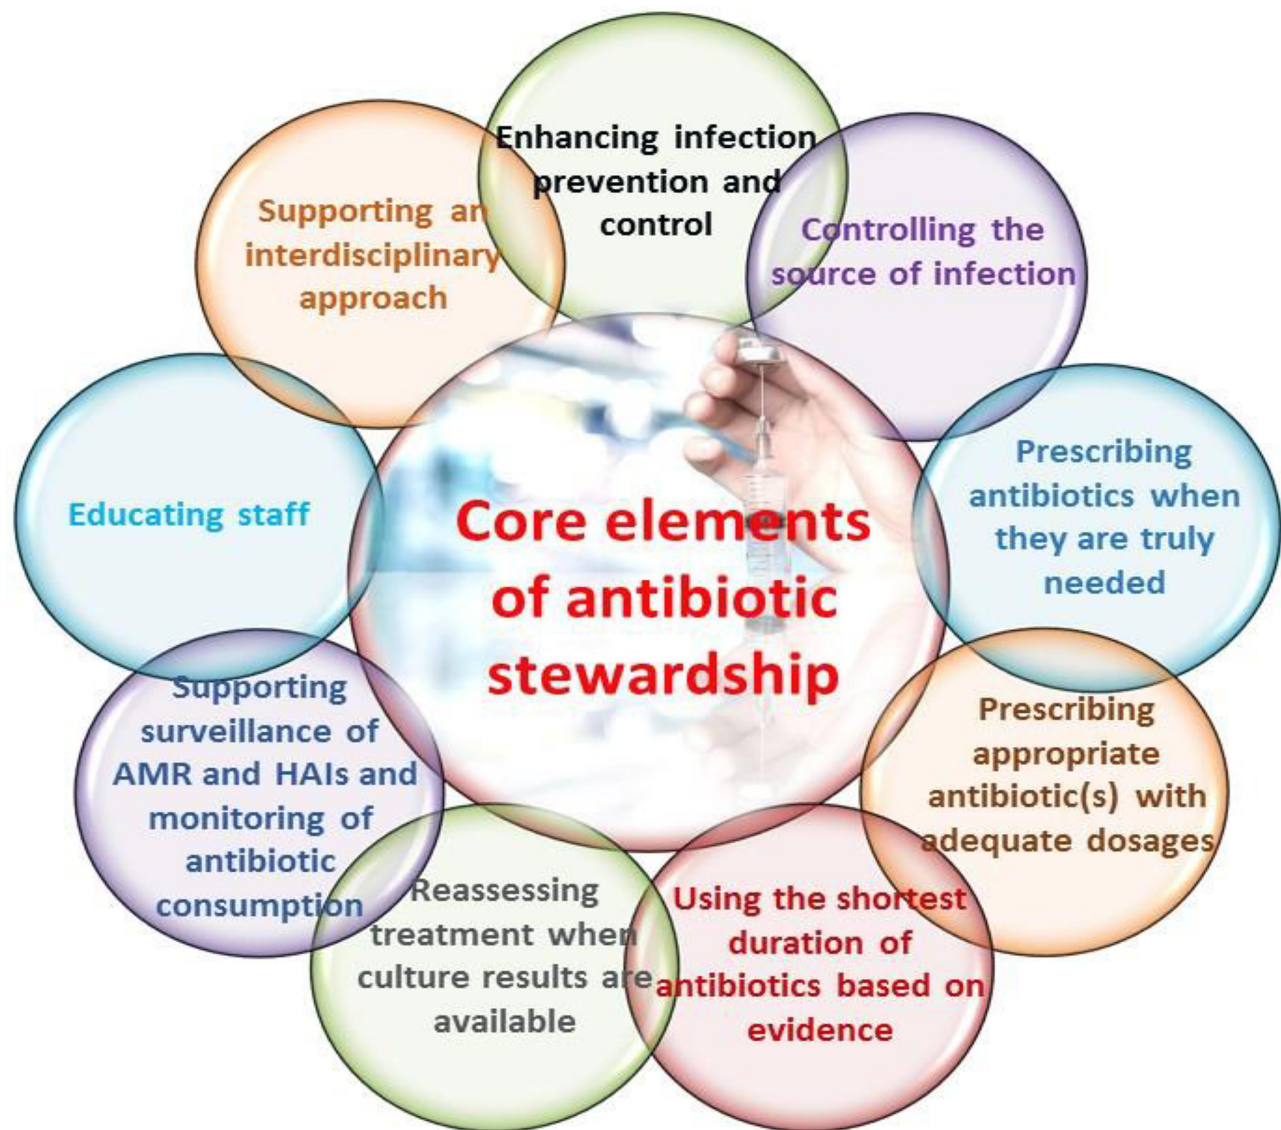 Enhancing infection
prevention and
control
Controlling the
source of infection
Prescribing
antibiotics when
they are truly
needed
Prescribing
appropriate
antibiotic(s) with
adequate dosages
Using the shortest
duration of
antibiotics based on
evidence
Reassessing
treatment when
culture results are
available
Supporting
surveillance of
AMR and HAIs and
monitoring of
antibiotic
consumption
Educating staff
Supporting an
interdisciplinary
approach
Core elements
of antibiotic
stewardship